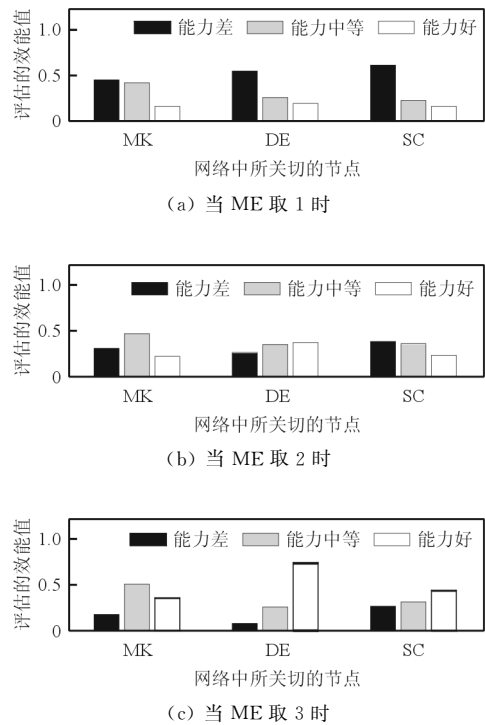 评估的效能值
1.0
0.5
0
能力差 能力中等 能力好
MK DE SC
网络中所关切的节点
(a) 当 ME 取 1 时
评估的效能值
1.0
0.5
0
能力差 能力中等 能力好
MK DE SC
网络中所关切的节点
(b) 当 ME 取 2 时
评估的效能值
1.0
0.5
0
能力差 能力中等 能力好
MK DE SC
网络中所关切的节点
(c) 当 ME 取 3 时